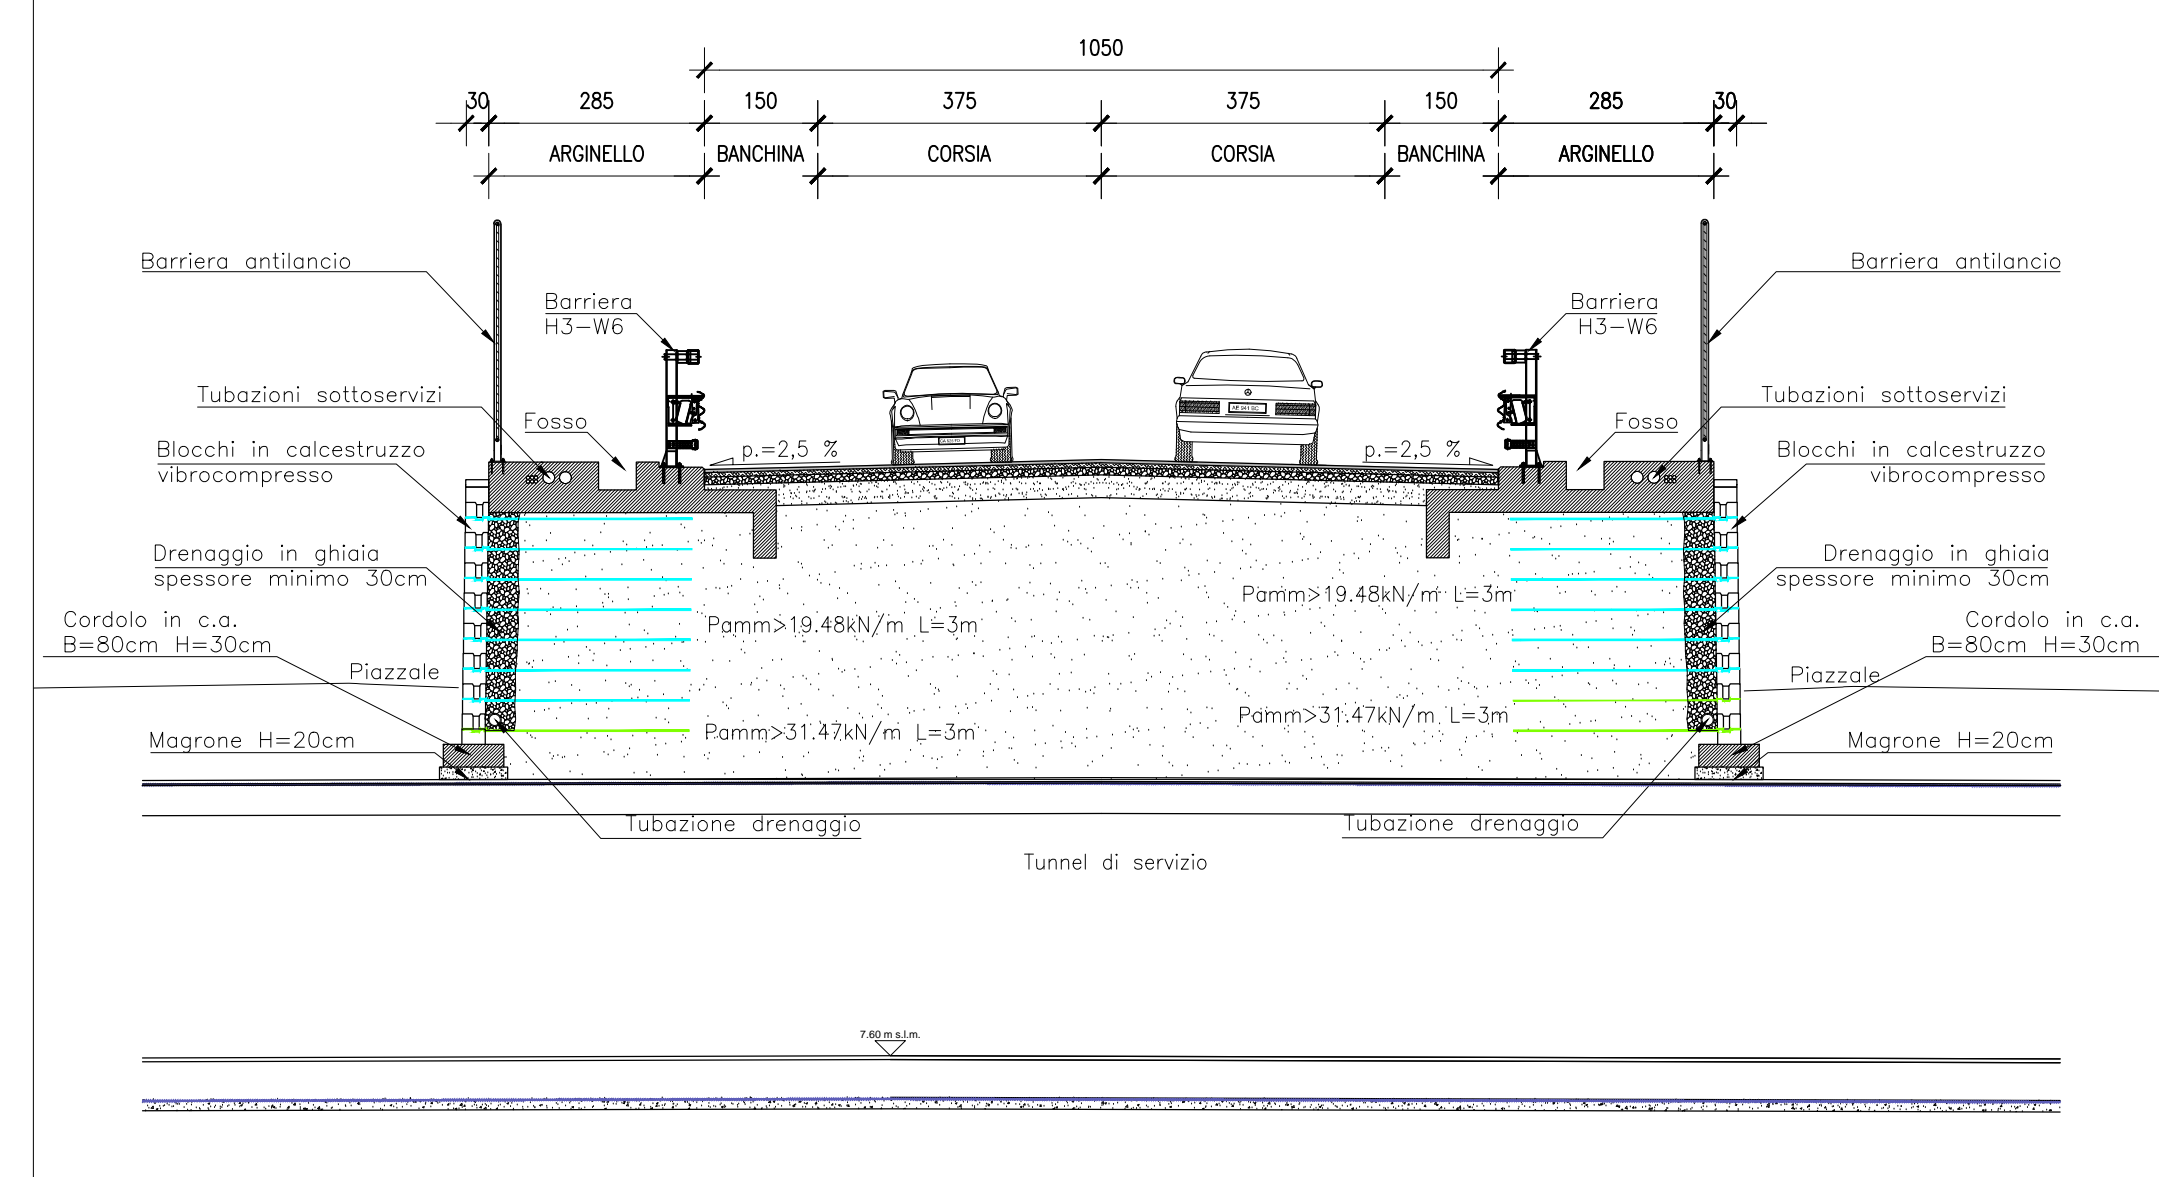 1050
30 285 150 375 375 150 285 30
ARGINELLO BANCHINA CORSIA CORSIA BANCHINA ARGINELLO
Barriera antilancio
Barriera antilancio
Barriera
H3-W6
Barriera
H3-W6
Tubazioni sottoservizi
Tubazioni sottoservizi
Fosso
Fosso
p.=2,5 %
p.=2,5 %
AE 941 BC
Blocchi in calcestruzzo
vibrocompresso
Blocchi in calcestruzzo
vibrocompresso
Drenaggio in ghiaia
spessore minimo 30cm
Drenaggio in ghiaia
spessore minimo 30cm
Pamm>19.48kN/m L=3m
Pamm>19.48kN/m L=3m
Cordolo in c.a.
B=80cm H=30cm
Cordolo in c.a.
B=80cm H=30cm
Piazzale
Piazzale
Pamm>31.47kN/m L=3m
Pamm>31.47kN/m L=3m
Magrone H=20cm
Magrone H=20cm
Tubazione drenaggio
Tubazione drenaggio
Tunnel di servizio
7.60 m s.l.m.